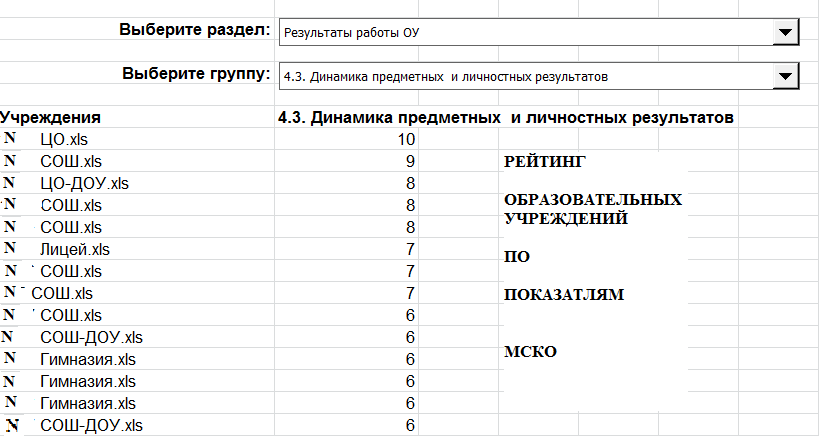 Выберите раздел: Результаты работы ОУ
Выберите группу: 4.3. Динамика предметных и личностных результатов
Учреждения 4.3. Динамика предметных и личностных результатов
N ЦО.xls 10
N СОШ.xls 9
N ЦО-ДОУ.xls 8
N СОШ.xls 8
N СОШ.xls 8
N Лицей.xls 7
N СОШ.xls 7
N СОШ.xls 7
N СОШ.xls 6
N СОШ-ДОУ.xls 6
N Гимназия.xls 6
N Гимназия.xls 6
N Гимназия.xls 6
N СОШ-ДОУ.xls 6
РЕЙТИНГ
ОБРАЗОВАТЕЛЬНЫХ
УЧРЕЖДЕНИЙ
ПО
ПОКАЗАТЛЯМ
МСКО